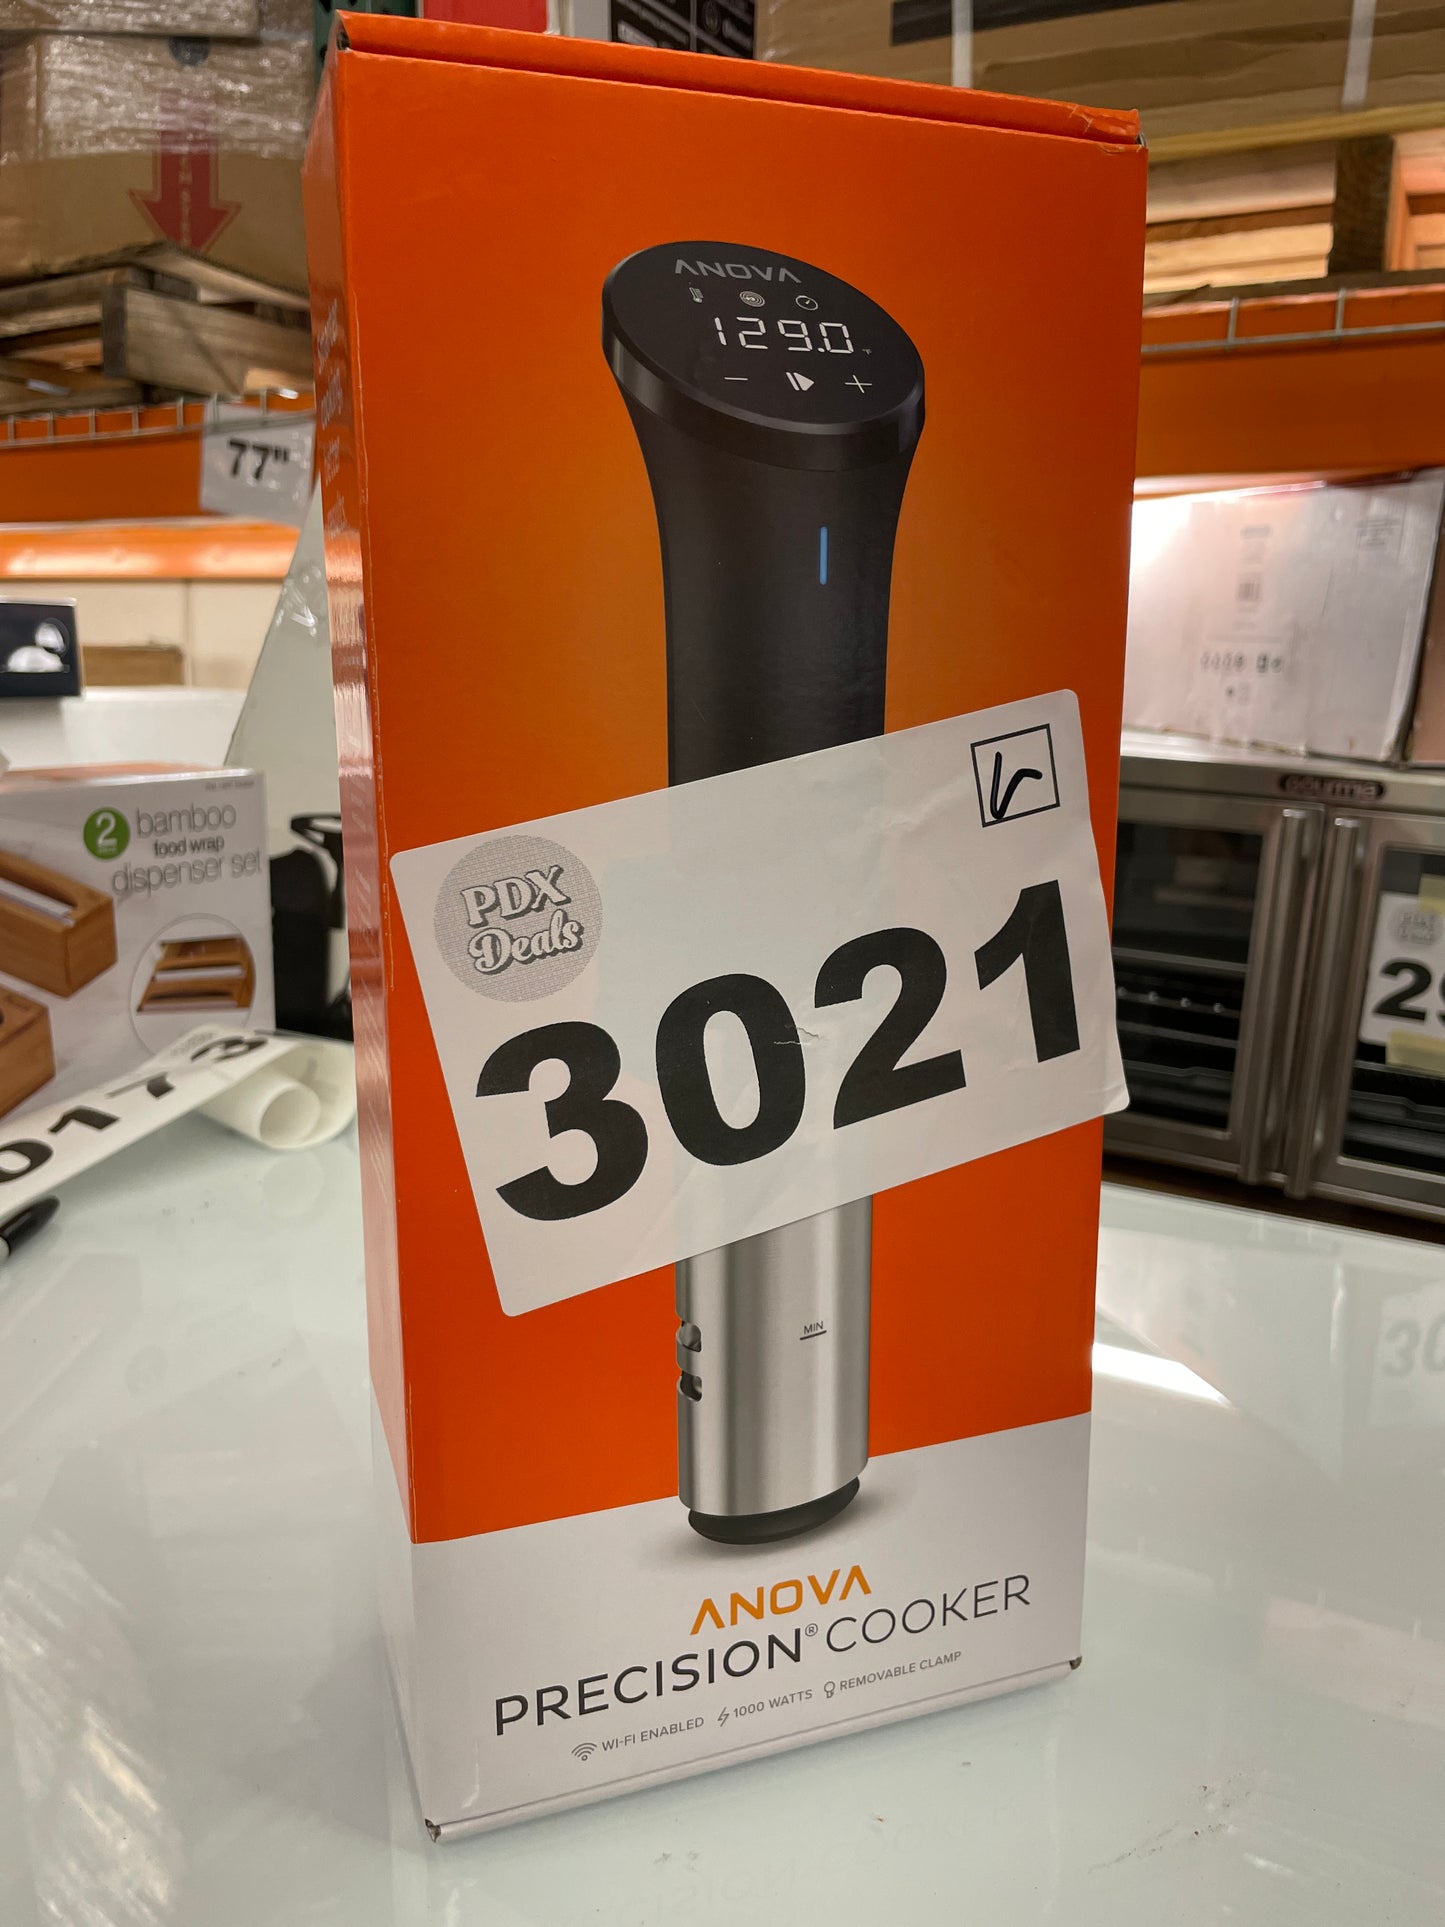 ANOVA
129.0
°F
MIN
PDX
Deals
3021
ANOVA
PRECISION® COOKER
WI-FI ENABLED 1000 WATTS REMOVABLE CLAMP
77"
2
bamboo
food wrap
dispenser set
gourmia